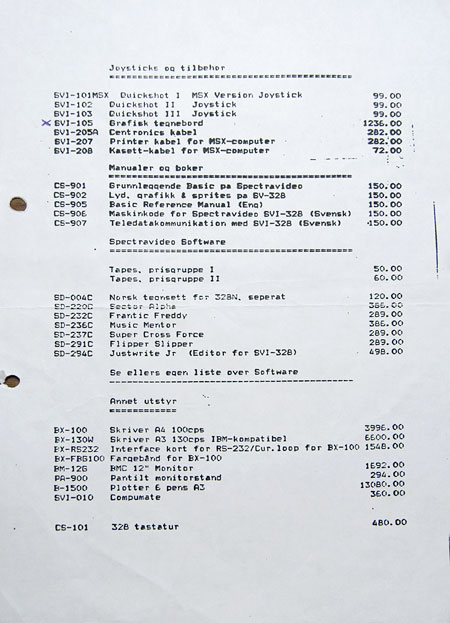 Joysticks og tilbehor
SVI-101MSX Quickshot I MSX Version Joystick 99.00
SVI-102 Quickshot II Joystick 99.00
SVI-103 Quickshot III Joystick 99.00
x SVI-105 Grafisk tegnebord 1236.00
SVI-205A Centronics kabel 282.00
SVI-207 Printer kabel for MSX-computer 282.00
SVI-208 Kasett-kabel for MSX-computer 72.00
Manualer og boker
CS-901 Grunnleggende Basic pa Spectravideo 150.00
CS-902 Lyd, grafikk & sprites pa SV-328 150.00
CS-905 Basic Reference Manual (Eng) 150.00
CS-906 Maskinkode for Spectravideo SVI-328 (Svensk) 150.00
CS-907 Teledatakommunikation med SVI-328 (Svensk) 150.00
Spectravideo Software
Tapes, prisgruppe I 50.00
Tapes, prisgruppe II 60.00
SD-004C Norsk tegnsett for 328N, seperat 120.00
SD-220C Sector Alpha 386.00
SD-232C Frantic Freddy 289.00
SD-236C Music Mentor 386.00
SD-237C Super Cross Force 289.00
SD-291C Flipper Slipper 289.00
SD-294C Justwrite Jr (Editor for SVI-328) 498.00
Se ellers egen liste over Software
Annet utstyr
BX-100 Skriver A4 100cps 3996.00
BX-130W Skriver A3 130cps IBM-kompatibel 6600.00
BX-RS232 Interface kort for RS-232/Cur.loop for BX-100 1548.00
BX-FBG100 Fargebånd for BX-100
BM-12G BMC 12" Monitor 1692.00
PA-900 Pantilt monitorstand 294.00
B-1500 Plotter 6 pens A3 13080.00
SVI-010 Compumate 360.00
CS-101 328 tastatur 480.00